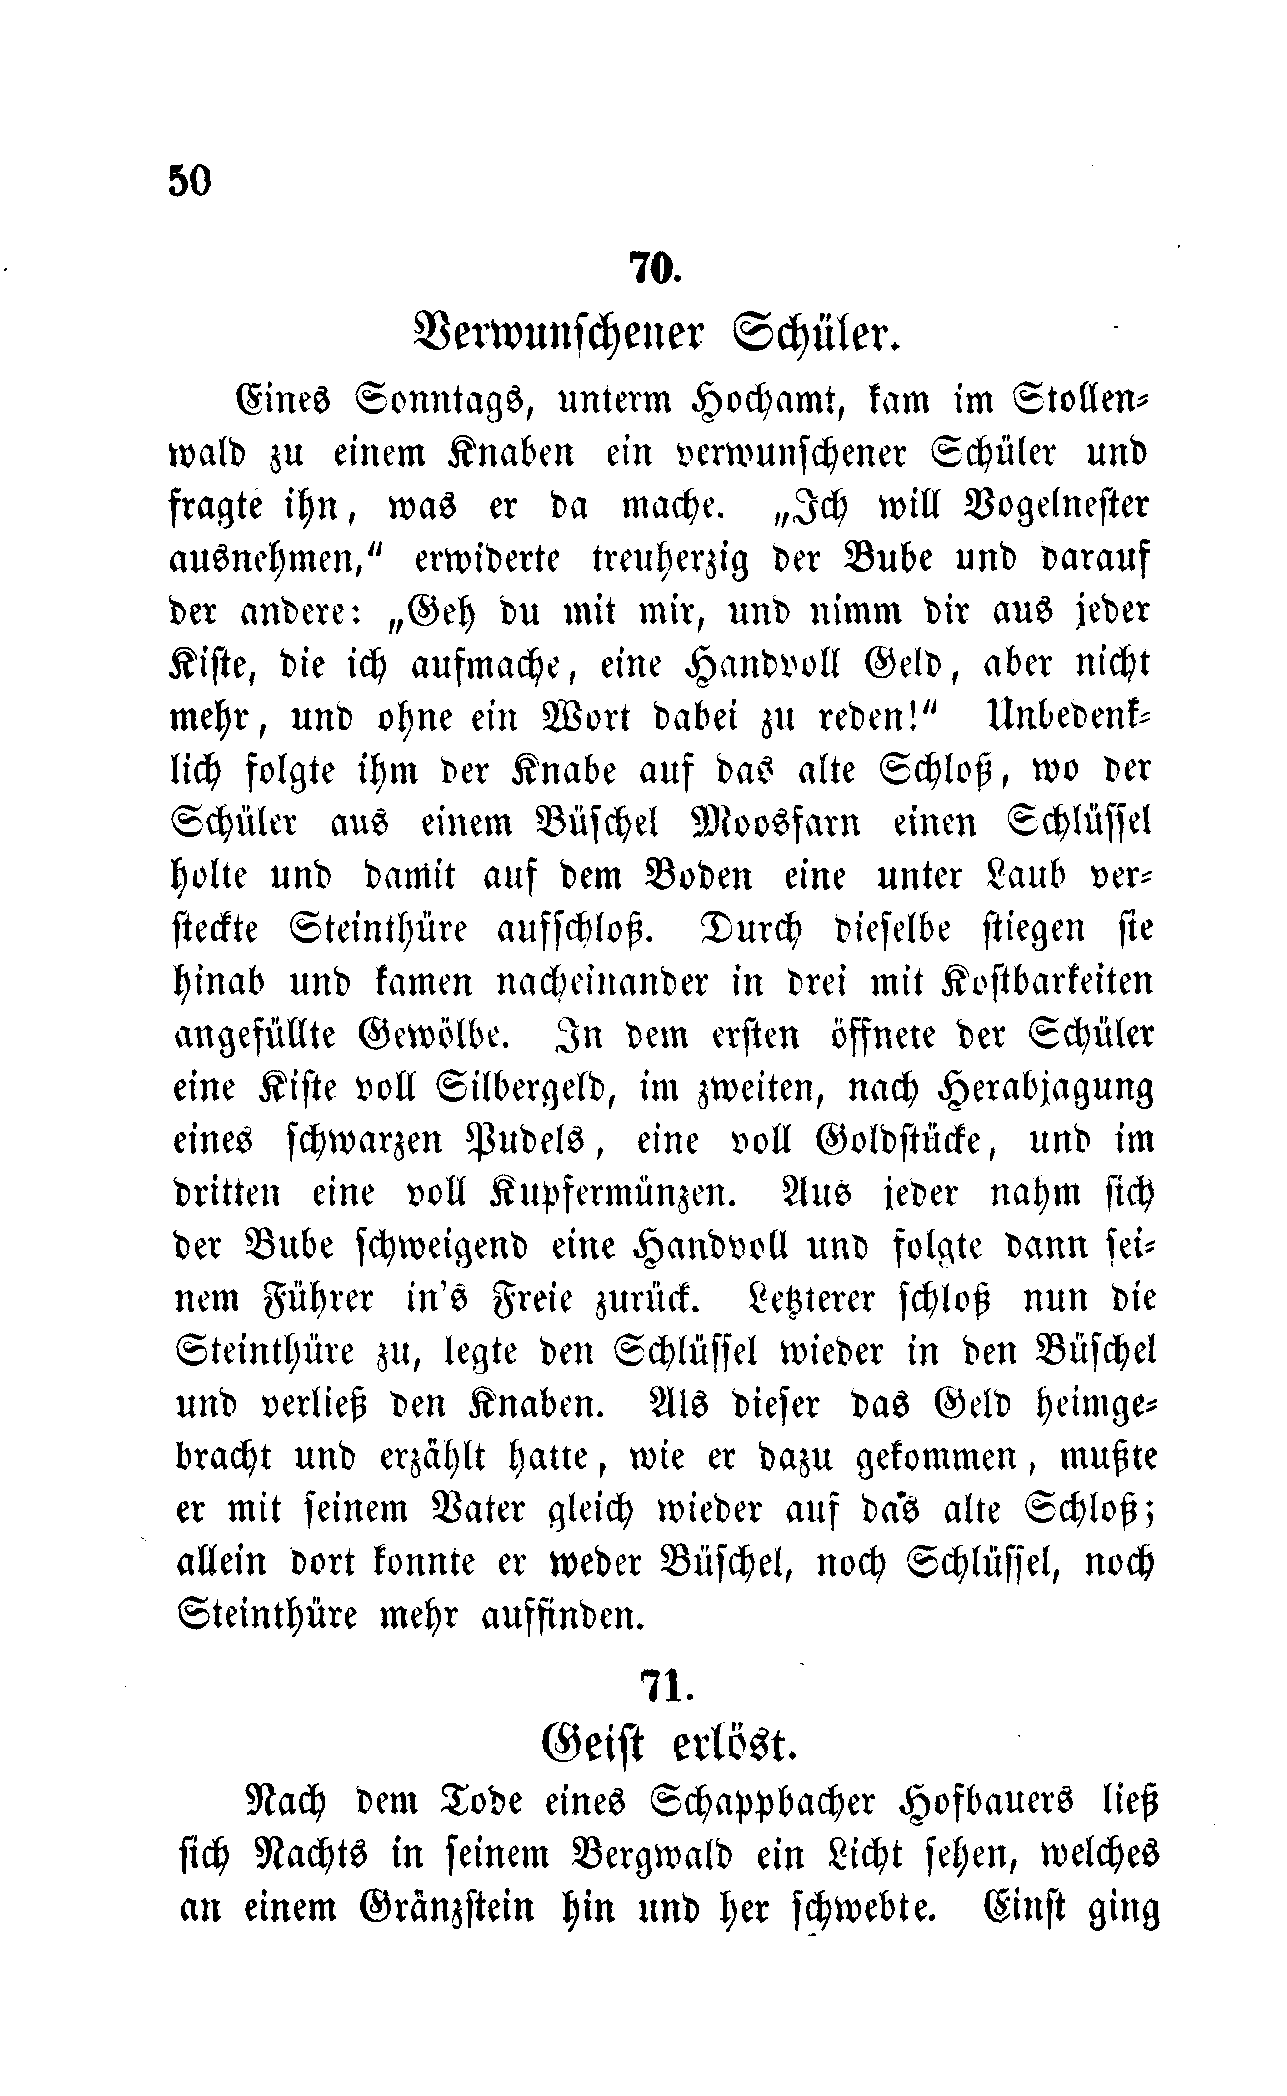 50
70.
Verwunschener Schüler.
Eines Sonntags, unterm Hochamt, kam im Stollen-
wald zu einem Knaben ein verwunschener Schüler und
fragte ihn, was er da mache. „Ich will Vogelnester
ausnehmen,“ erwiderte treuherzig der Bube und darauf
der andere: „Geh du mit mir, und nimm dir aus jeder
Kiste, die ich aufmache, eine Handvoll Geld, aber nicht
mehr, und ohne ein Wort dabei zu reden!“ Unbedenk-
lich folgte ihm der Knabe auf das alte Schloß, wo der
Schüler aus einem Büschel Moosfarn einen Schlüssel
holte und damit auf dem Boden eine unter Laub ver-
steckte Steinthüre aufschloß. Durch dieselbe stiegen sie
hinab und kamen nacheinander in drei mit Kostbarkeiten
angefüllte Gewölbe. In dem ersten öffnete der Schüler
eine Kiste voll Silbergeld, im zweiten, nach Herabjagung
eines schwarzen Pudels, eine voll Goldstücke, und im
dritten eine voll Kupfermünzen. Aus jeder nahm sich
der Bube schweigend eine Handvoll und folgte dann sei-
nem Führer in's Freie zurück. Letzterer schloß nun die
Steinthüre zu, legte den Schlüssel wieder in den Büschel
und verließ den Knaben. Als dieser das Geld heimge-
bracht und erzählt hatte, wie er dazu gekommen, mußte
er mit seinem Vater gleich wieder auf das alte Schloß;
allein dort konnte er weder Büschel, noch Schlüssel, noch
Steinthüre mehr auffinden.
71.
Geist erlöst.
Nach dem Tode eines Schappbacher Hofbauers ließ
sich Nachts in seinem Bergwald ein Licht sehen, welches
an einem Gränzstein hin und her schwebte. Einst ging